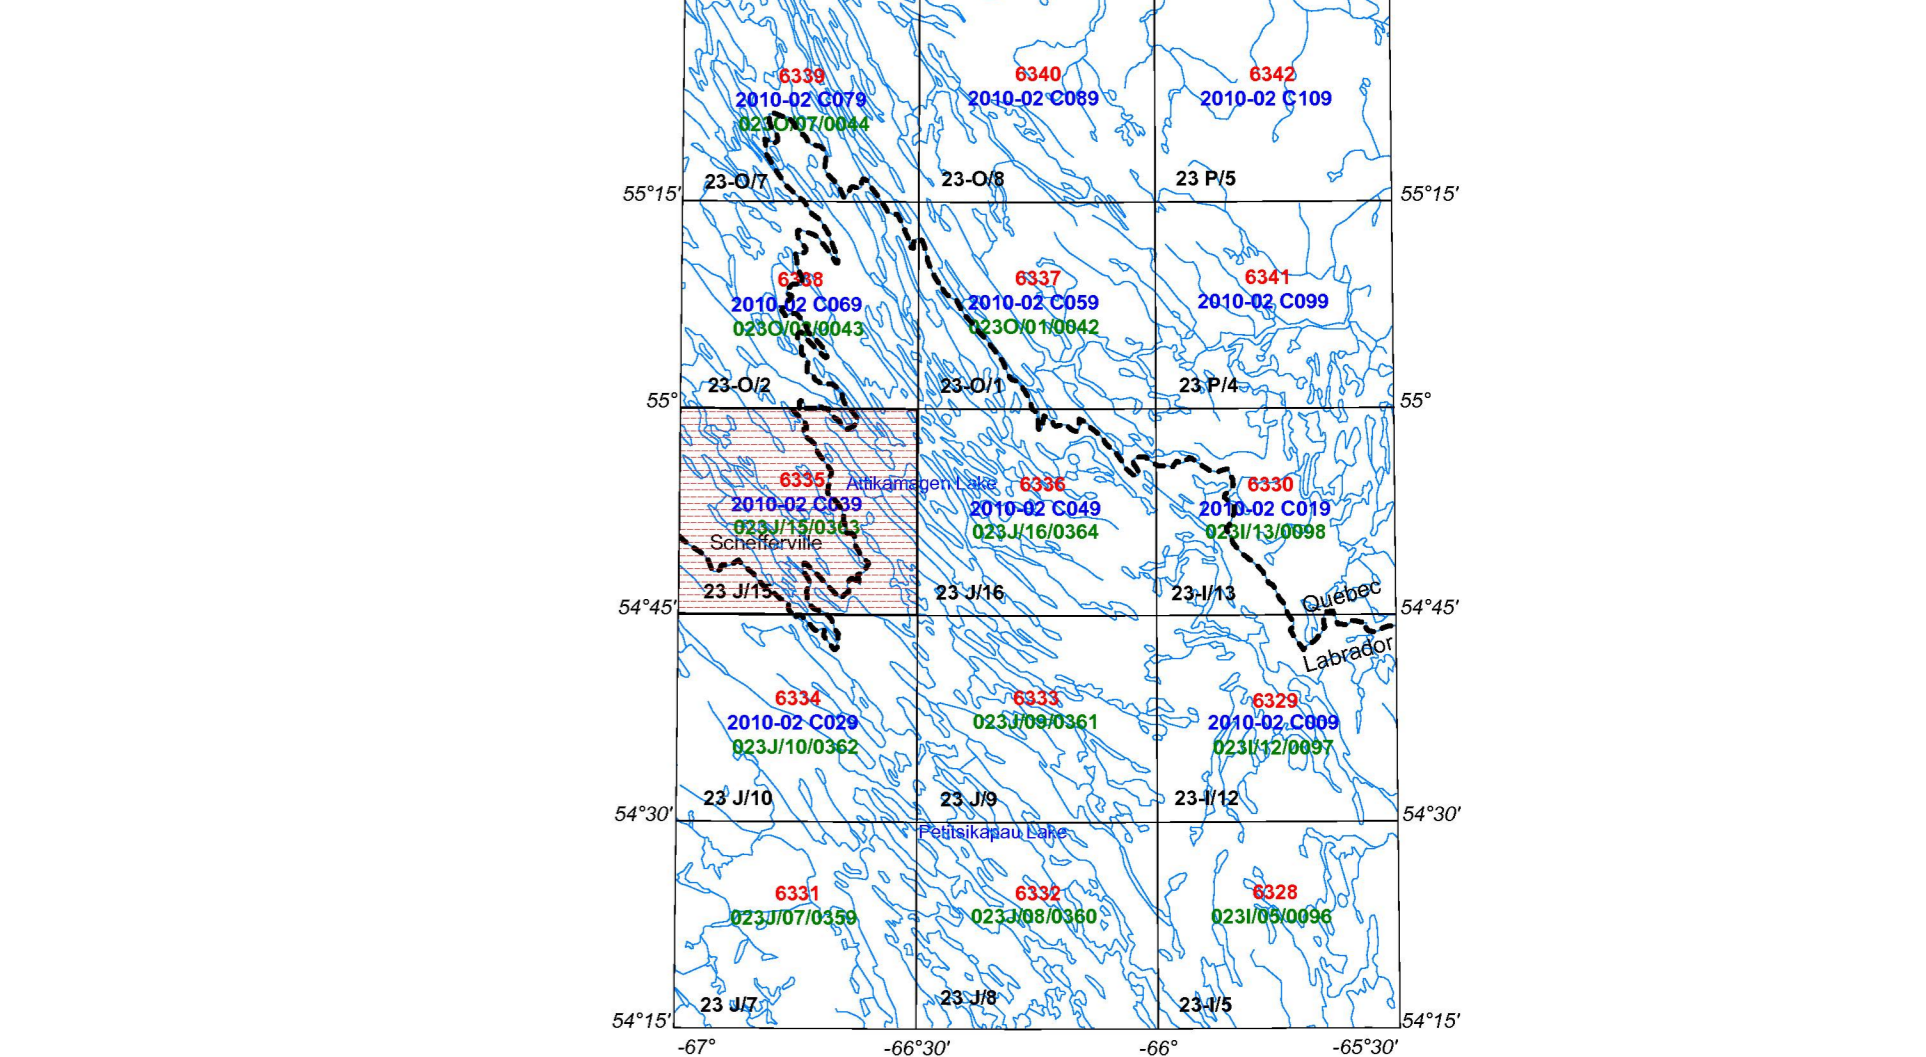 6339
2010-02 C079
023O/07/0044
23-O/7
6340
2010-02 C089
23-O/8
6342
2010-02 C109
23 P/5
55°15'
55°15'
6338
2010-02 C069
023O/02/0043
23-O/2
6337
2010-02 C059
023O/01/0042
23-O/1
6341
2010-02 C099
23 P/4
55°
55°
6335
2010-02 C039
023J/15/0363
Schefferville
23 J/15
Attikamagen Lake
6336
2010-02 C049
023J/16/0364
23 J/16
6330
2010-02 C019
023I/13/0098
23-I/13
Québec
Labrador
54°45'
54°45'
6334
2010-02 C029
023J/10/0362
23 J/10
6333
023J/09/0361
23 J/9
6329
2010-02 C009
023I/12/0097
23-I/12
54°30'
54°30'
Petitsikapau Lake
6331
023J/07/0359
23 J/7
6332
023J/08/0360
23 J/8
6328
023I/05/0096
23-I/5
54°15'
54°15'
-67°
-66°30'
-66°
-65°30'